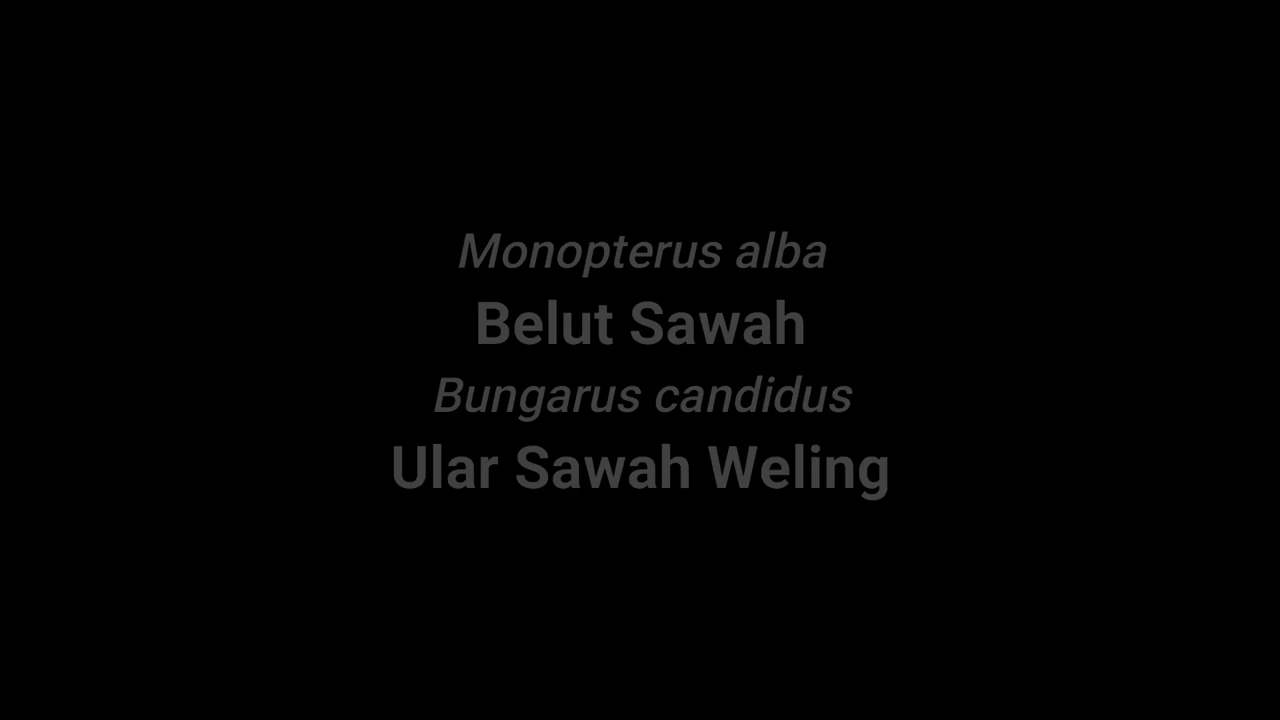 Monopterus alba
Belut Sawah
Bungarus candidus
Ular Sawah Weling